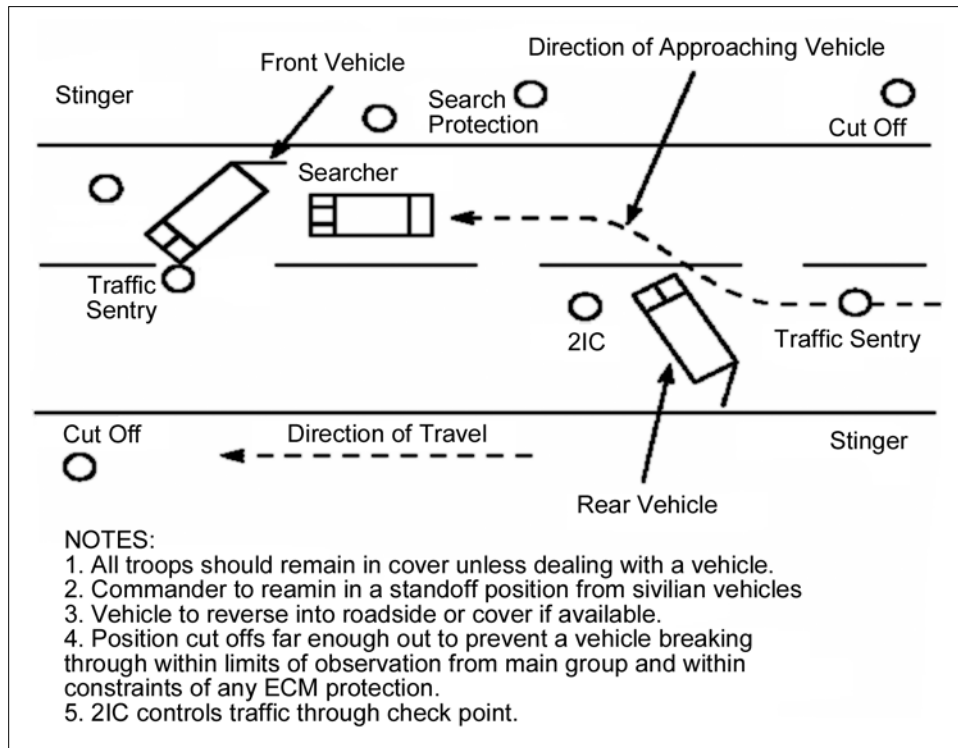 Direction of Approaching Vehicle
Front Vehicle
Stinger
Search
Protection
Cut Off
Searcher
Traffic
Sentry
2IC
Traffic Sentry
Cut Off
Direction of Travel
Stinger
Rear Vehicle
NOTES:
1. All troops should remain in cover unless dealing with a vehicle.
2. Commander to reamin in a standoff position from sivilian vehicles
3. Vehicle to reverse into roadside or cover if available.
4. Position cut offs far enough out to prevent a vehicle breaking
through within limits of observation from main group and within
constraints of any ECM protection.
5. 2IC controls traffic through check point.